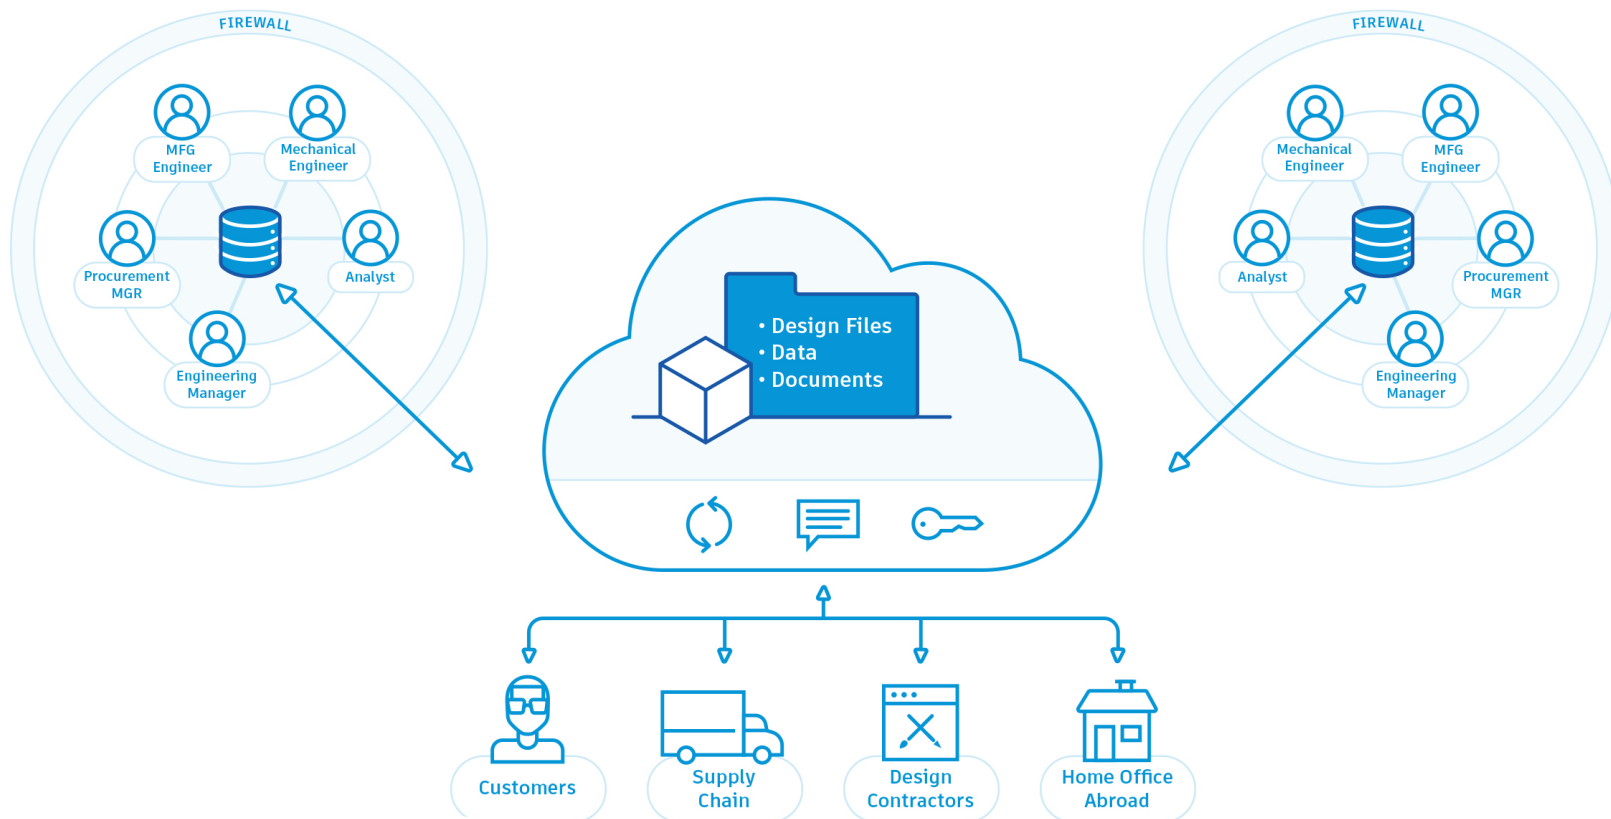 FIREWALL
MFG
Engineer
Mechanical
Engineer
Procurement
MGR
Analyst
Engineering
Manager
FIREWALL
Mechanical
Engineer
MFG
Engineer
Analyst
Procurement
MGR
Engineering
Manager
• Design Files
• Data
• Documents
Customers
Supply
Chain
Design
Contractors
Home Office
Abroad